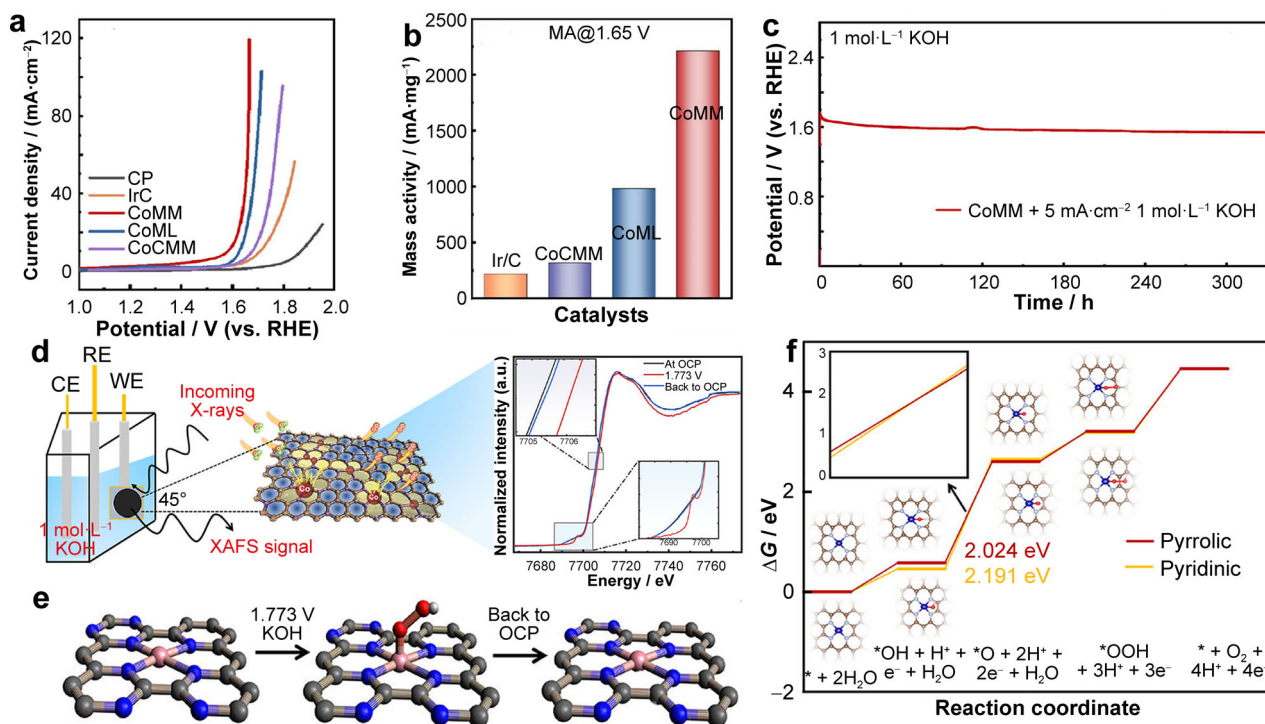 a
Current density / (mA·cm⁻²)
120
80
40
0
CP
IrC
CoMM
CoML
CoCMM
1.0 1.2 1.4 1.6 1.8 2.0
Potential / V (vs. RHE)
b
Mass activity / (mA·mg⁻¹)
2500
2000
1500
1000
500
0
MA@1.65 V
Ir/C
CoCMM
CoML
CoMM
Catalysts
c
Potential / V (vs. RHE)
1 mol·L⁻¹ KOH
2.4
1.6
0.8
CoMM + 5 mA·cm⁻² 1 mol·L⁻¹ KOH
0 60 120 180 240 300
Time / h
d
RE
CE
WE
Incoming
X-rays
45°
1 mol·L⁻¹
KOH
XAFS signal
Co
Co
Normalized intensity (a.u.)
At OCP
1.773 V
Back to OCP
7705 7706
7690 7700
7680 7700 7720 7740 7760
Energy / eV
e
1.773 V
KOH
Back to
OCP
f
ΔG / eV
4
2
0
−2
3
2
1
0
2.024 eV
2.191 eV
Pyrrolic
Pyridinic
* + 2H₂O
*OH + H⁺ +
e⁻ + H₂O
*O + 2H⁺ +
2e⁻ + H₂O
*OOH
+ 3H⁺ + 3e⁻
* + O₂ +
4H⁺ + 4e⁻
Reaction coordinate